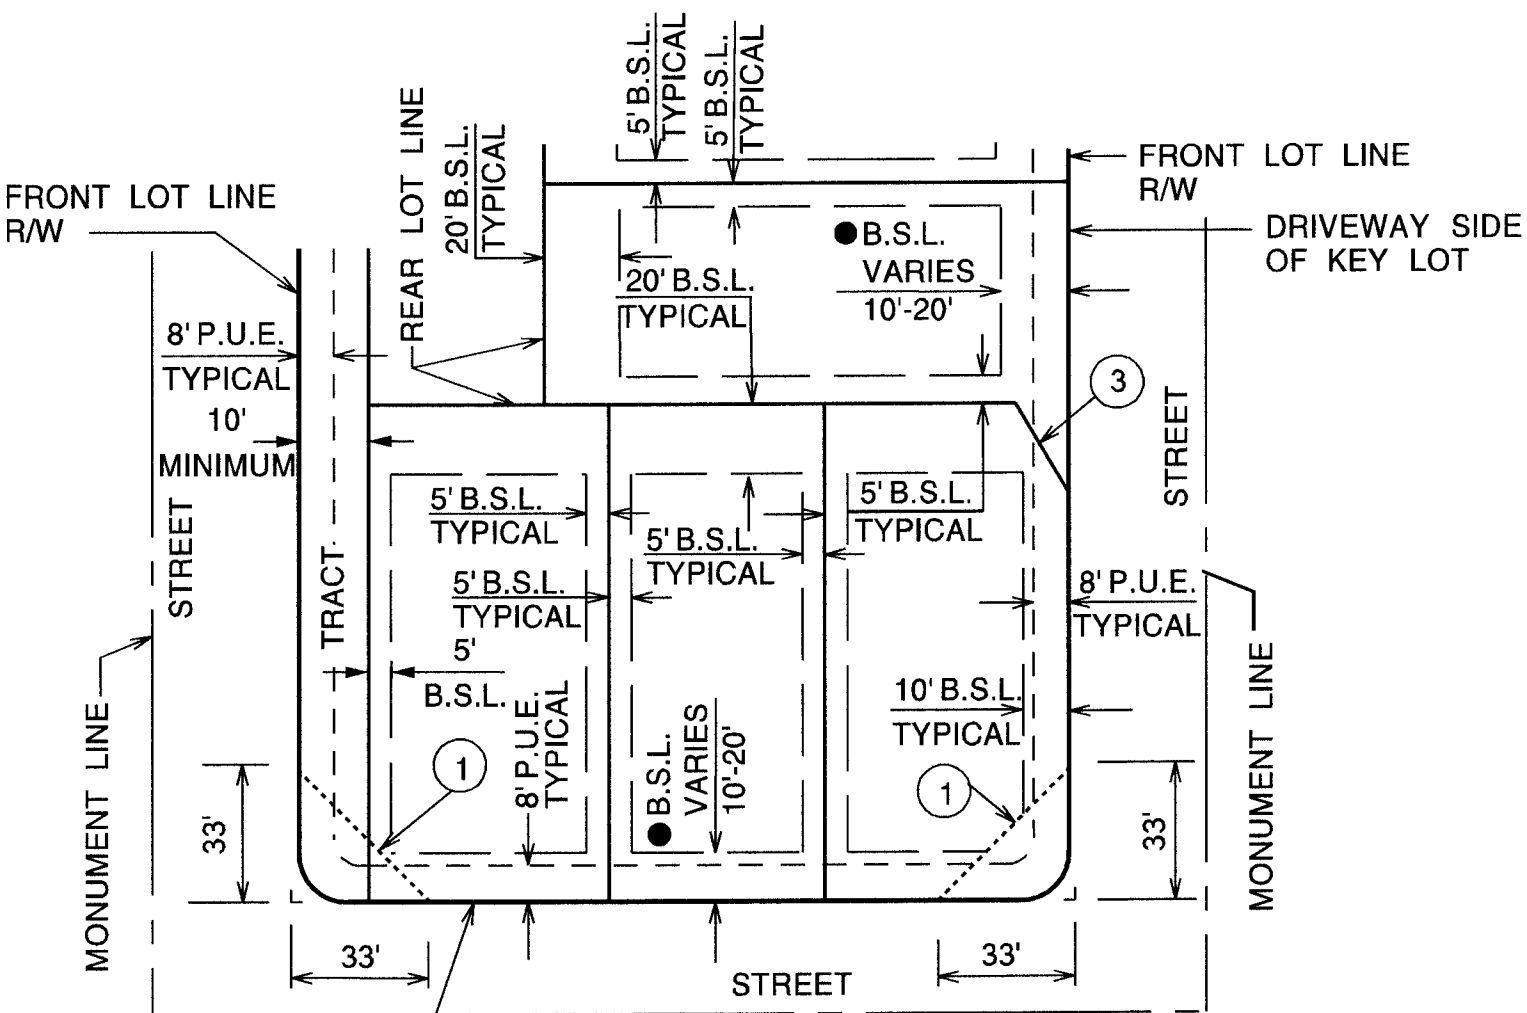 5' B.S.L.
TYPICAL
5' B.S.L.
TYPICAL
FRONT LOT LINE
R/W
REAR LOT LINE
20' B.S.L.
TYPICAL
FRONT LOT LINE
R/W
DRIVEWAY SIDE
OF KEY LOT
B.S.L.
VARIES
10'-20'
20' B.S.L.
TYPICAL
8' P.U.E.
TYPICAL
10'
MINIMUM
3
STREET
STREET
TRACT
5' B.S.L.
TYPICAL
5' B.S.L.
TYPICAL
5' B.S.L.
TYPICAL
5' B.S.L.
TYPICAL
8' P.U.E.
TYPICAL
5'
B.S.L.
8' P.U.E.
TYPICAL
B.S.L.
VARIES
10'-20'
10' B.S.L.
TYPICAL
MONUMENT LINE
MONUMENT LINE
1
1
33'
33'
33'
33'
STREET